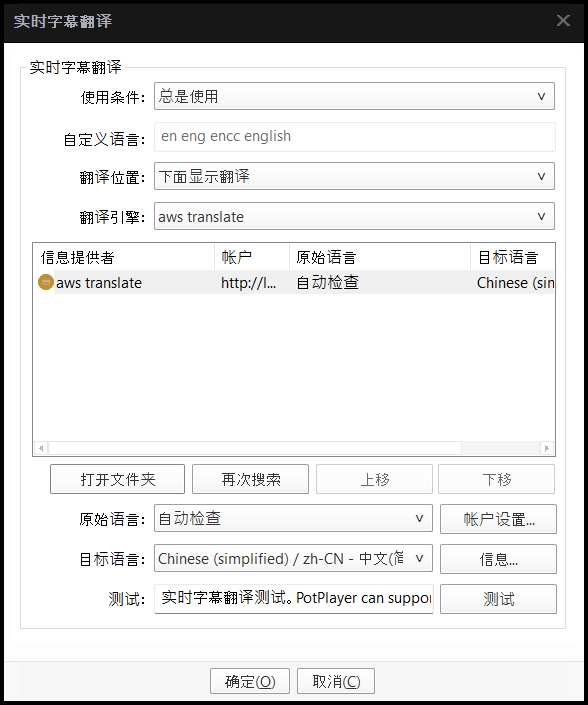 实时字幕翻译
实时字幕翻译
使用条件: 总是使用
自定义语言: en eng encc english
翻译位置: 下面显示翻译
翻译引擎: aws translate
信息提供者 帐户 原始语言 目标语言
aws translate http://l... 自动检查 Chinese (sin
打开文件夹 再次搜索 上移 下移
原始语言: 自动检查 帐户设置...
目标语言: Chinese (simplified) / zh-CN - 中文(简 信息...
测试: 实时字幕翻译测试。PotPlayer can suppor 测试
确定(O) 取消(C)